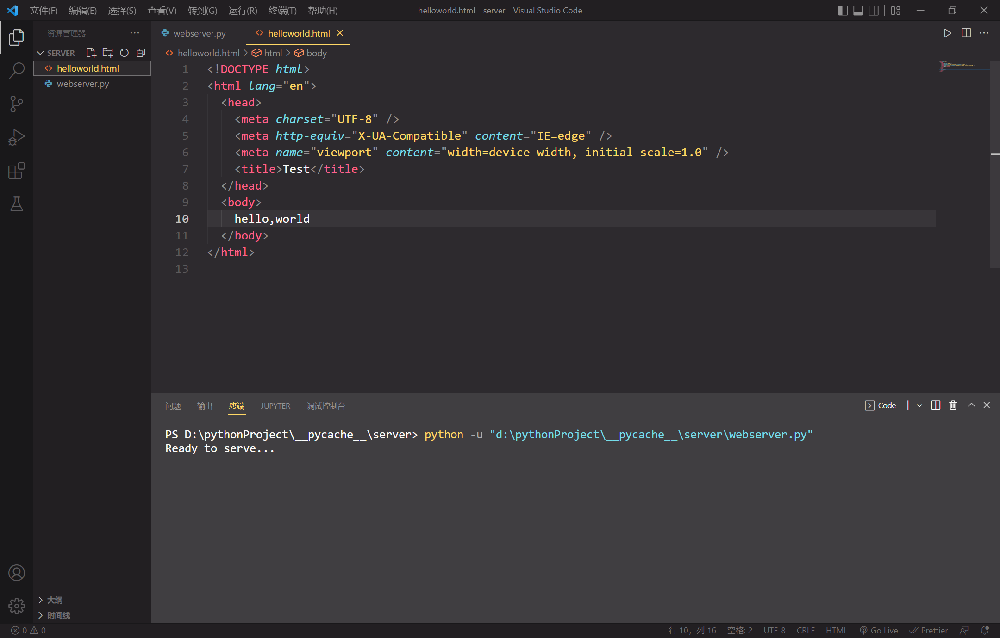 文件(F) 编辑(E) 选择(S) 查看(V) 转到(G) 运行(R) 终端(T) 帮助(H) helloworld.html - server - Visual Studio Code
资源管理器
SERVER
helloworld.html
webserver.py
大纲
时间线
webserver.py helloworld.html
helloworld.html > html > body
1 <!DOCTYPE html>
2 <html lang="en">
3 <head>
4 <meta charset="UTF-8" />
5 <meta http-equiv="X-UA-Compatible" content="IE=edge" />
6 <meta name="viewport" content="width=device-width, initial-scale=1.0" />
7 <title>Test</title>
8 </head>
9 <body>
10 hello,world
11 </body>
12 </html>
13
问题 输出 终端 JUPYTER 调试控制台 Code
PS D:\pythonProject\__pycache__\server> python -u "d:\pythonProject\__pycache__\server\webserver.py"
Ready to serve...
0 0 行 10，列 16 空格: 2 UTF-8 CRLF HTML Go Live Prettier